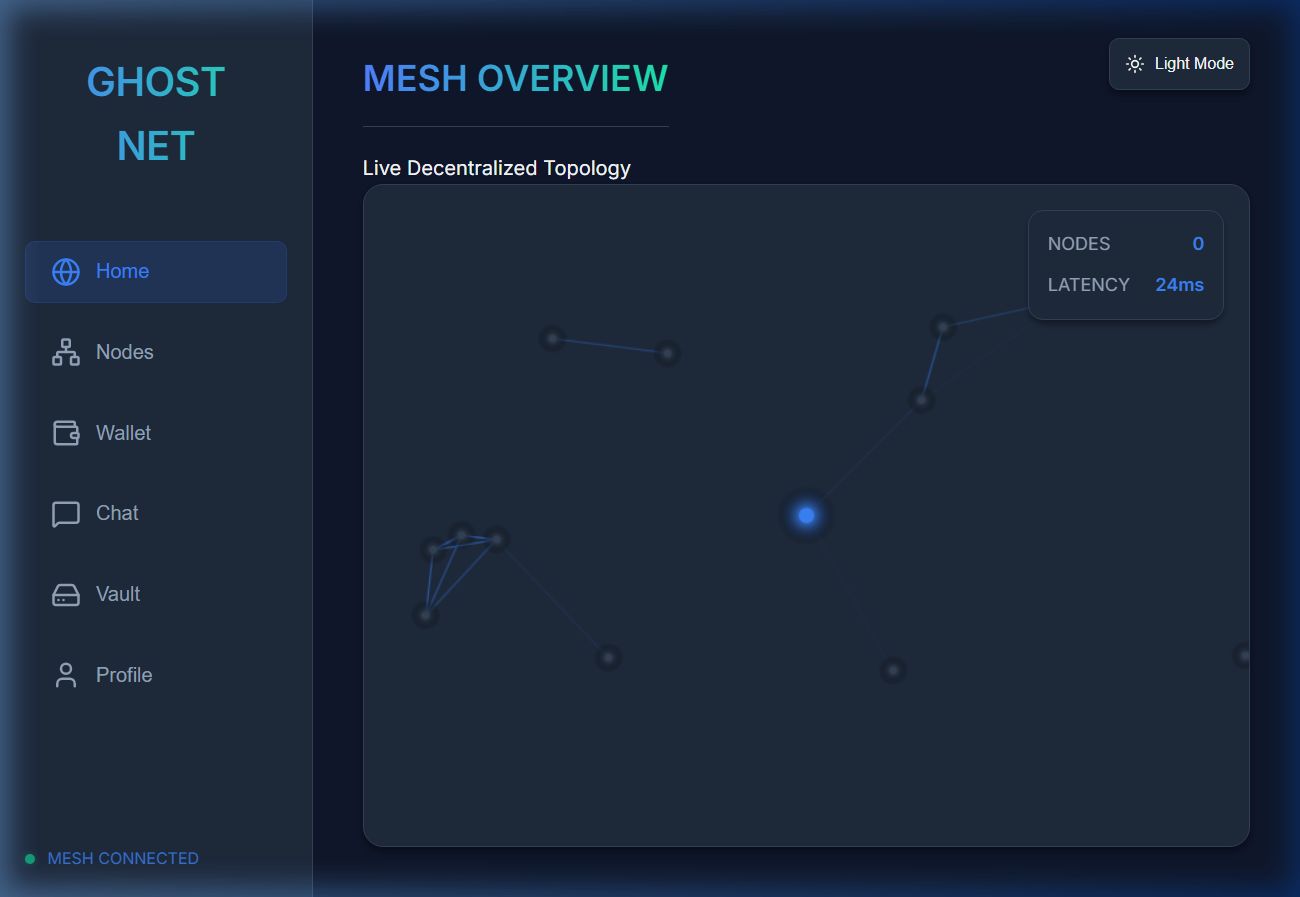 GHOST
NET
Home
Nodes
Wallet
Chat
Vault
Profile
MESH CONNECTED
MESH OVERVIEW
Light Mode
Live Decentralized Topology
NODES 0
LATENCY 24ms